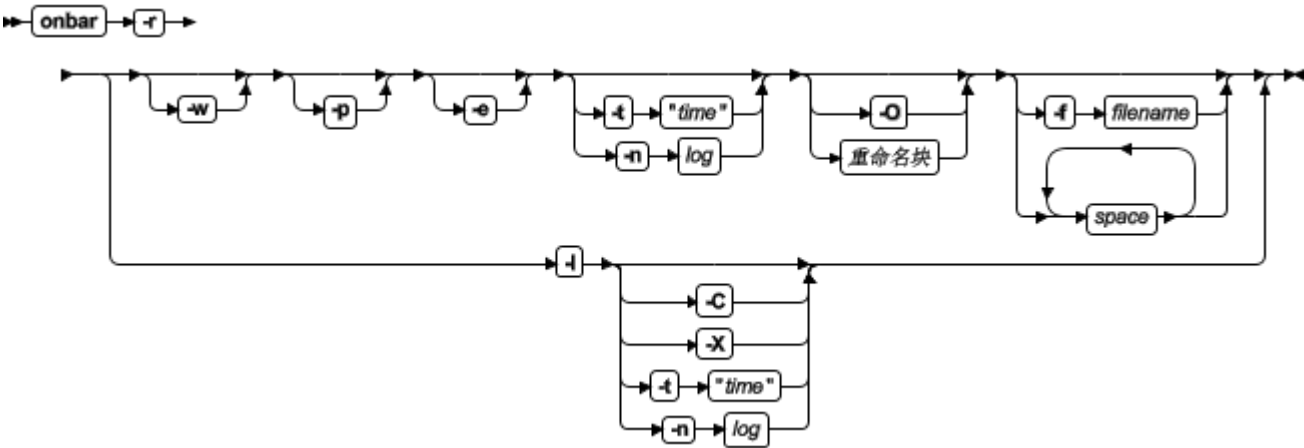 onbar -r
-w -p -e -t "time" -O -f filename
-n log 重命名块
space
-l
-C
-X
-t "time"
-n log